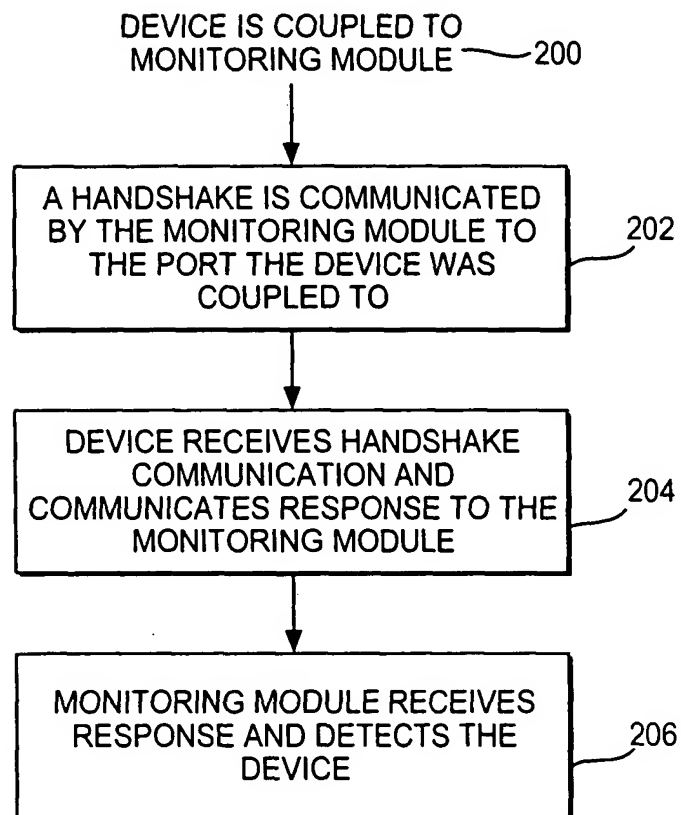 DEVICE IS COUPLED TO
MONITORING MODULE 200
A HANDSHAKE IS COMMUNICATED
BY THE MONITORING MODULE TO
THE PORT THE DEVICE WAS
COUPLED TO
202
DEVICE RECEIVES HANDSHAKE
COMMUNICATION AND
COMMUNICATES RESPONSE TO THE
MONITORING MODULE
204
MONITORING MODULE RECEIVES
RESPONSE AND DETECTS THE
DEVICE
206